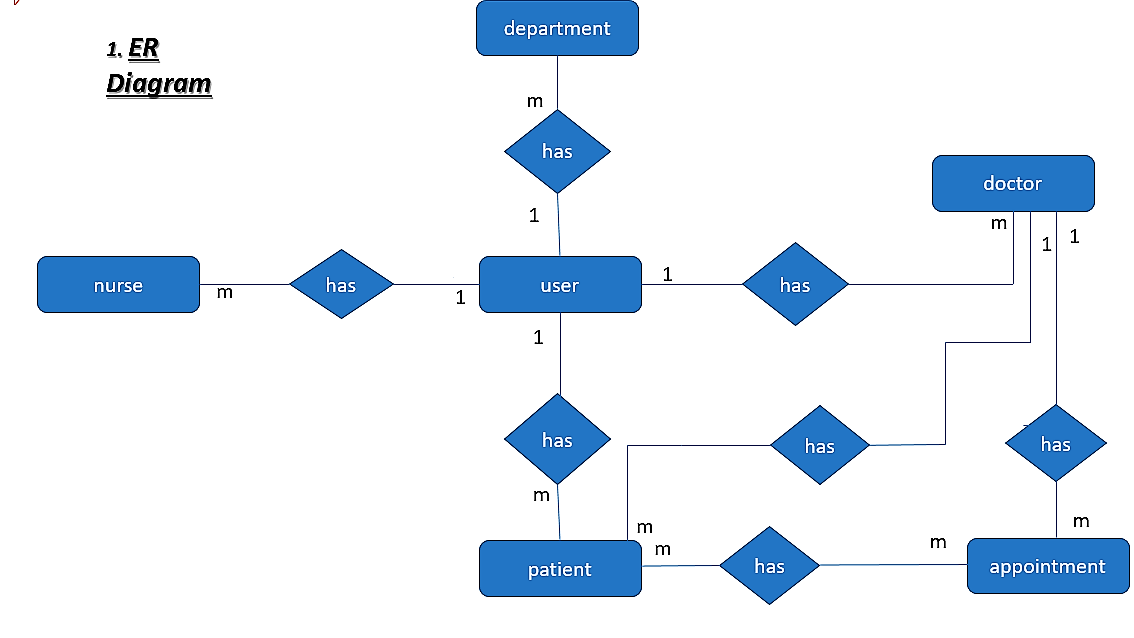 department
1. ER
Diagram
m
has
doctor
1
m
1
1
nurse
m
has
1
user
1
has
1
has
m
has
has
m
m
m
has
m
m
patient
appointment